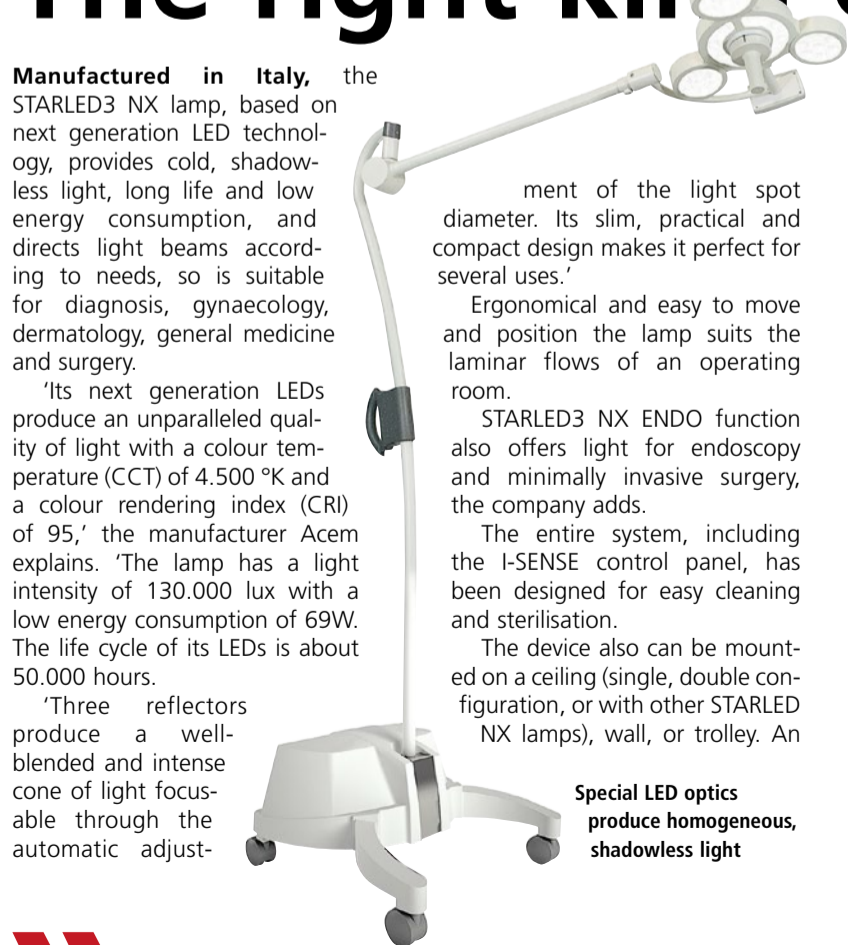 The right kin
Manufactured in Italy, the
STARLED3 NX lamp, based on
next generation LED technol-
ogy, provides cold, shadow-
less light, long life and low
energy consumption, and
directs light beams accord-
ing to needs, so is suitable
for diagnosis, gynaecology,
dermatology, general medicine
and surgery.
‘Its next generation LEDs
produce an unparalleled qual-
ity of light with a colour tem-
perature (CCT) of 4.500 °K and
a colour rendering index (CRI)
of 95,’ the manufacturer Acem
explains. ‘The lamp has a light
intensity of 130.000 lux with a
low energy consumption of 69W.
The life cycle of its LEDs is about
50.000 hours.
‘Three reflectors
produce a well-
blended and intense
cone of light focus-
able through the
automatic adjust-
ment of the light spot
diameter. Its slim, practical and
compact design makes it perfect for
several uses.’
Ergonomical and easy to move
and position the lamp suits the
laminar flows of an operating
room.
STARLED3 NX ENDO function
also offers light for endoscopy
and minimally invasive surgery,
the company adds.
The entire system, including
the I-SENSE control panel, has
been designed for easy cleaning
and sterilisation.
The device also can be mount-
ed on a ceiling (single, double con-
figuration, or with other STARLED
NX lamps), wall, or trolley. An
Special LED optics
produce homogeneous,
shadowless light